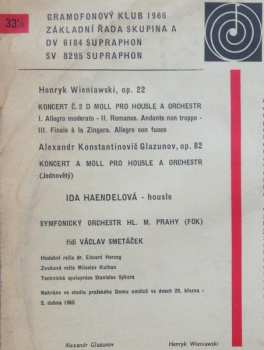 33⅓
GRAMOFONOVÝ KLUB 1966
ZÁKLADNÍ ŘADA SKUPINA A
DV 6184 SUPRAPHON
SV 8295 SUPRAPHON
Henryk Wieniawski, op. 22
KONCERT Č. 2 D MOLL PRO HOUSLE A ORCHESTR
I. Allegro moderato - II. Romance. Andante non troppo -
III. Finale à la Zingara. Allegro con fuoco
Alexandr Konstantinovič Glazunov, op. 82
KONCERT A MOLL PRO HOUSLE A ORCHESTR
(Jednovětý)
IDA HAENDELOVÁ - housle
SYMFONICKÝ ORCHESTR HL. M. PRAHY (FOK)
řídí VÁCLAV SMETÁČEK
Hudební režie dr. Eduard Herzog
Zvuková režie Miloslav Kulhan
Technická spolupráce Stanislav Sýkora
Nahráno ve studiu pražského Domu umělců ve dnech 29. března -
2. dubna 1965
Alexandr Glazunov Henryk Wieniawski